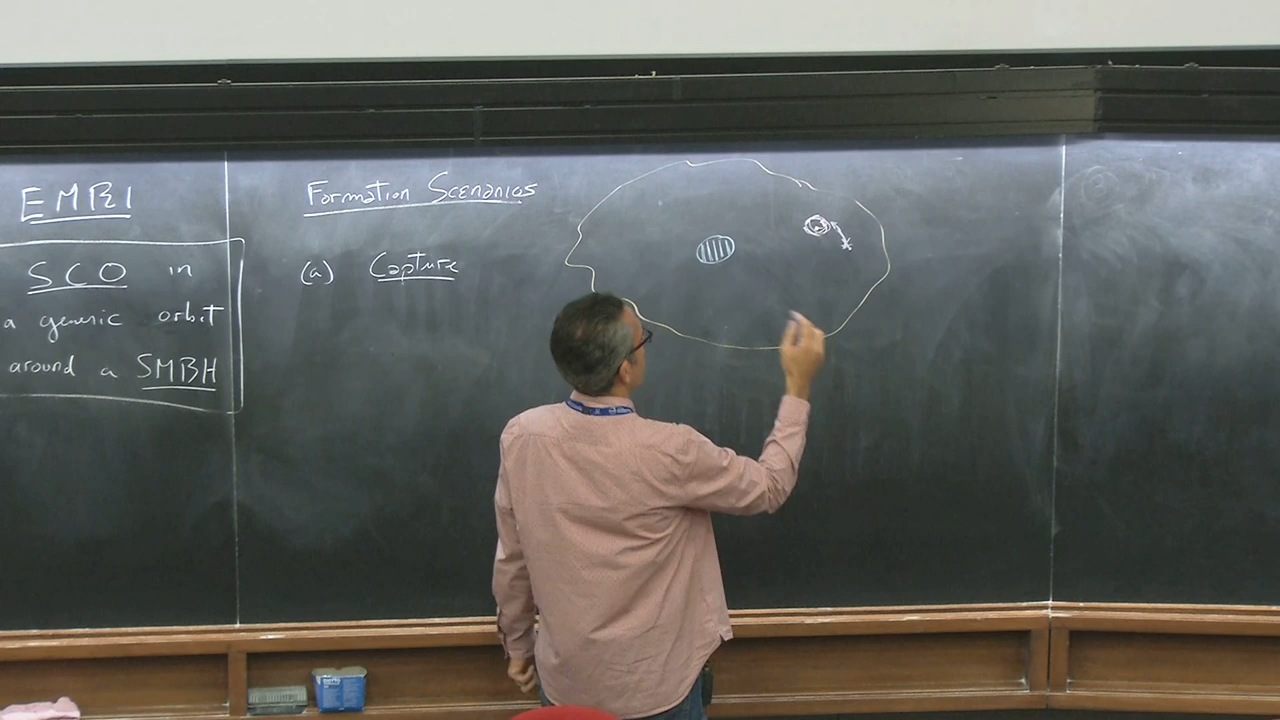 EMRI
SCO in
a generic orbit
around a SMBH
Formation Scenarios
(a) Capture